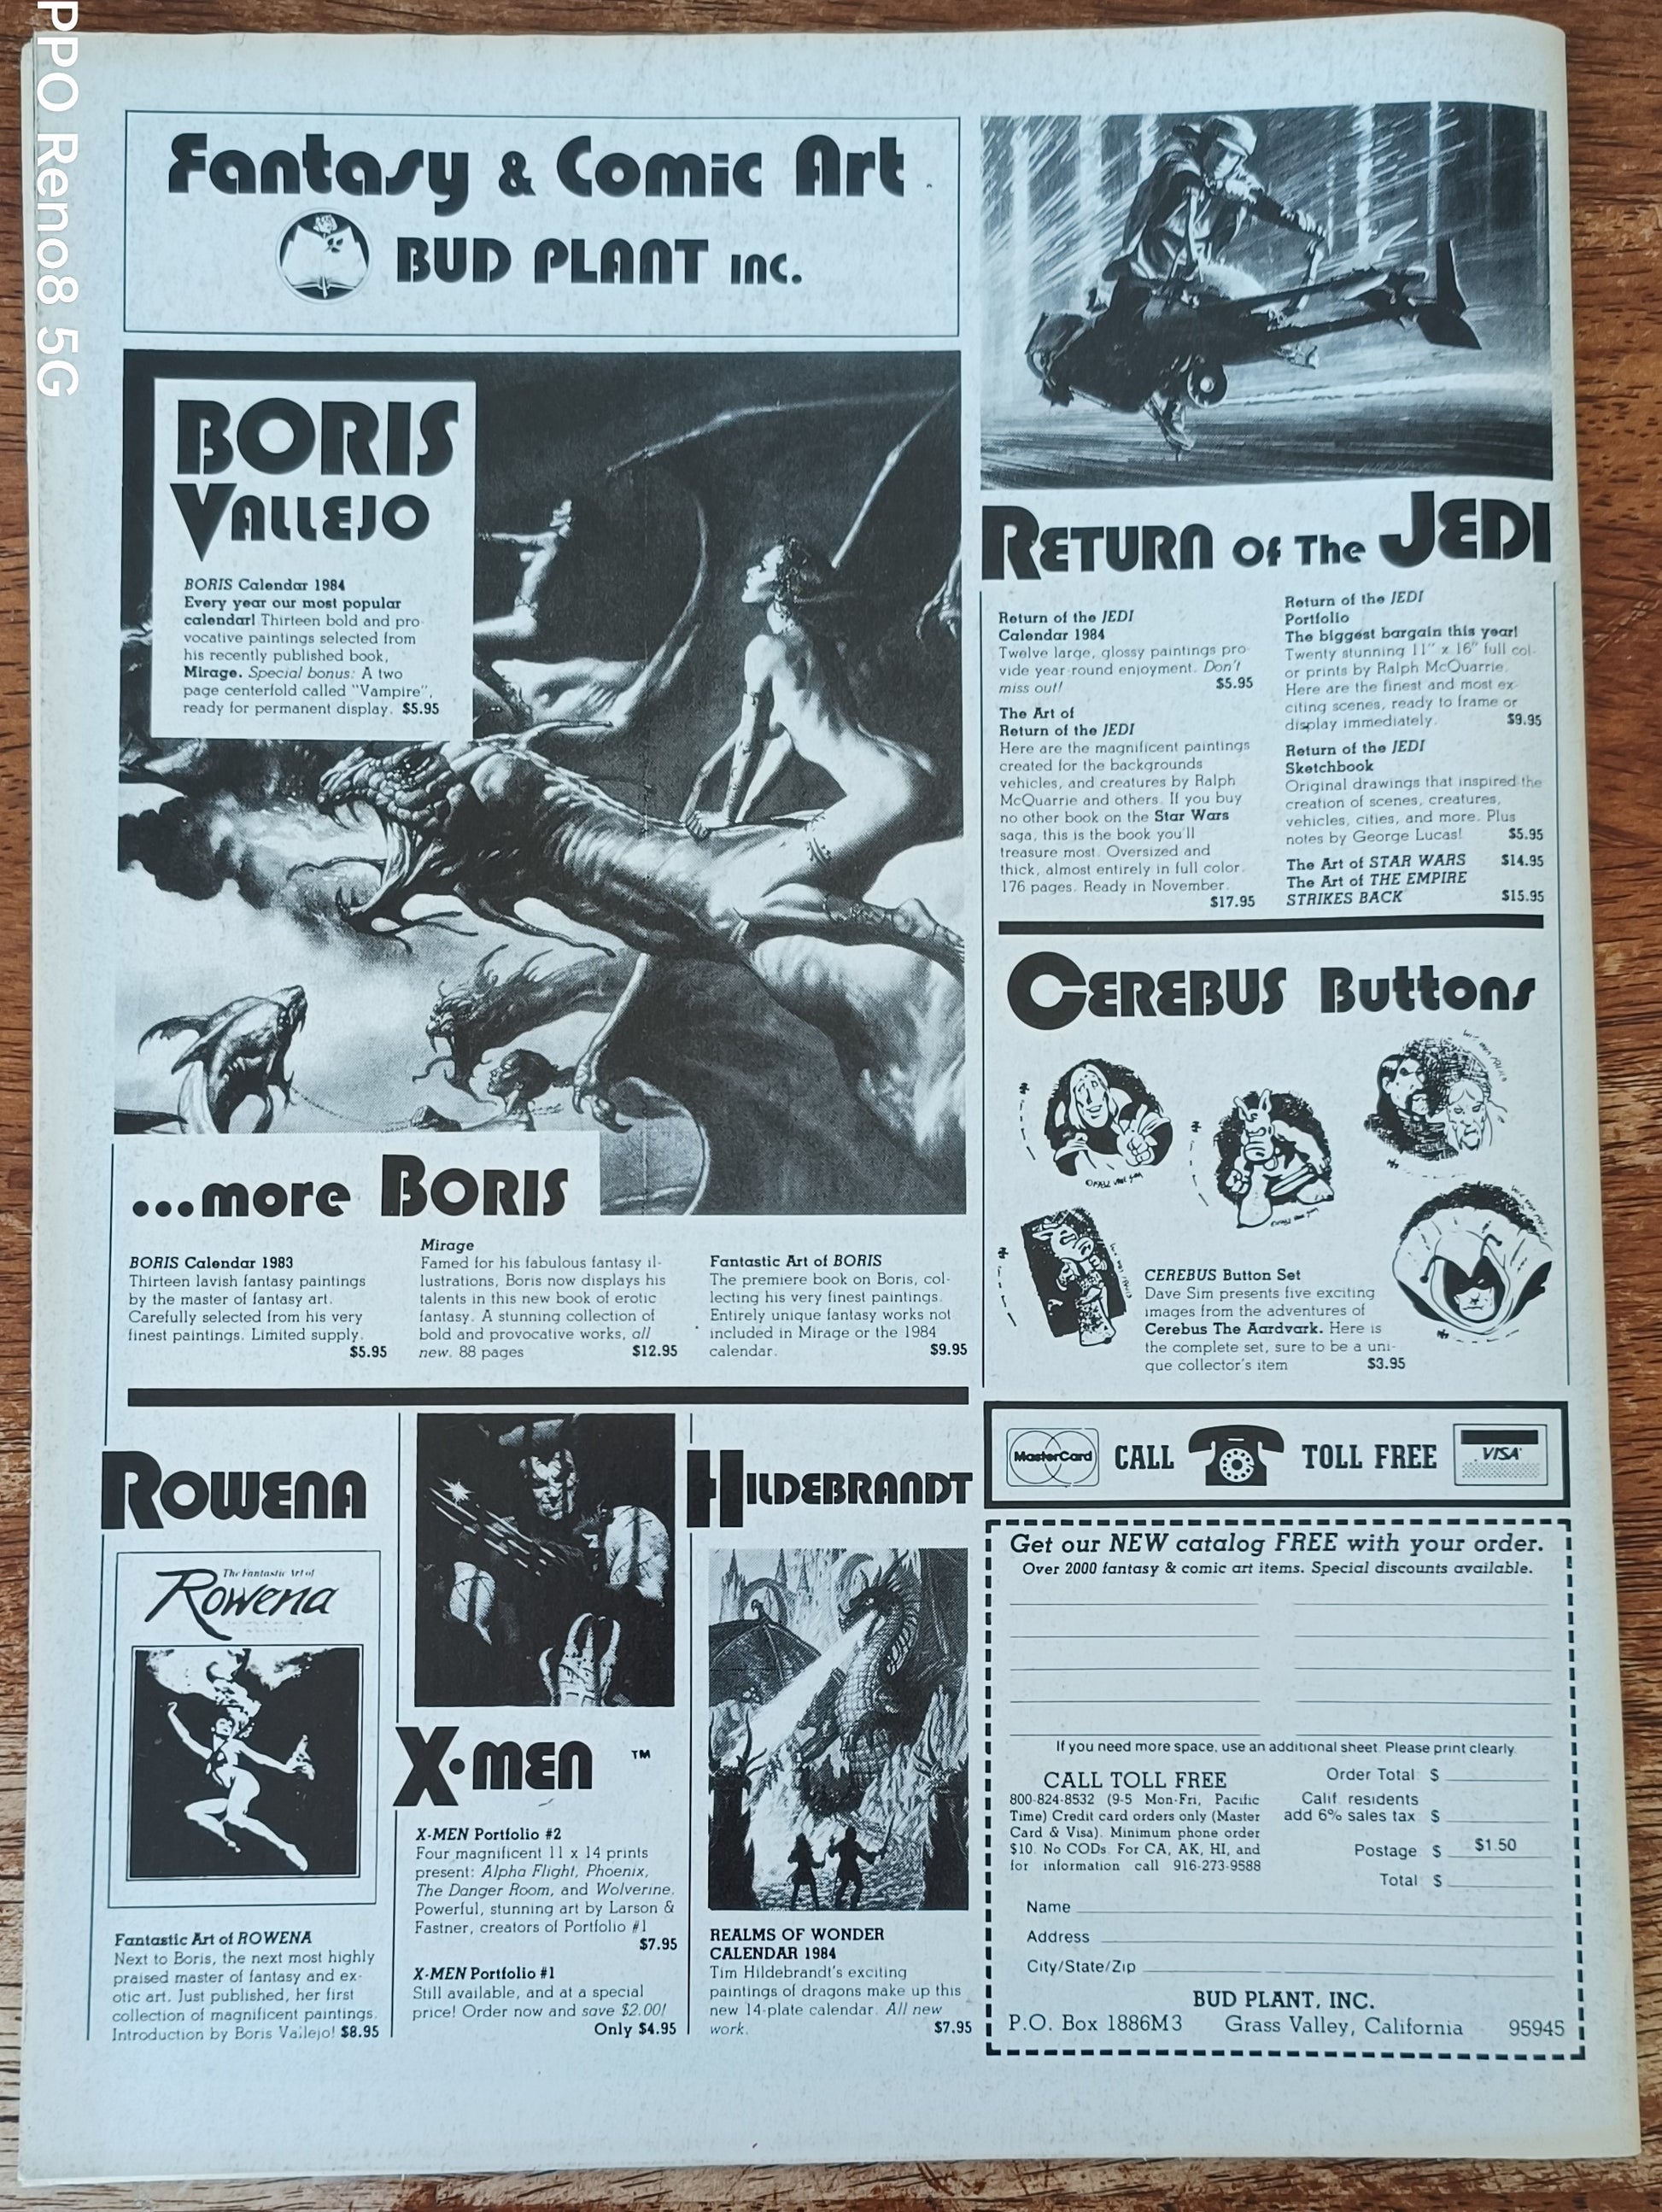 PPO Reno8 5G
Fantasy & Comic Art
BUD PLANT INC.
BORIS
VALLEJO
BORIS Calendar 1984
Every year our most popular
calendar! Thirteen bold and pro
vocative paintings selected from
his recently published book,
Mirage. Special bonus: A two
page centerfold called "Vampire",
ready for permanent display. $5.95
...more BORIS
BORIS Calendar 1983
Thirteen lavish fantasy paintings
by the master of fantasy art.
Carefully selected from his very
finest paintings. Limited supply.
$5.95
Mirage
Famed for his fabulous fantasy il-
lustrations, Boris now displays his
talents in this new book of erotic
fantasy. A stunning collection of
bold and provocative works, all
new. 88 pages $12.95
Fantastic Art of BORIS
The premiere book on Boris, col-
lecting his very finest paintings.
Entirely unique fantasy works not
included in Mirage or the 1984
calendar. $9.95
ROWENA
The Fantastic Art of
Rowena
Fantastic Art of ROWENA
Next to Boris, the next most highly
praised master of fantasy and ex-
otic art. Just published, her first
collection of magnificent paintings.
Introduction by Boris Vallejo! $8.95
X·MEN TM
X-MEN Portfolio #2
Four magnificent 11 x 14 prints
present: Alpha Flight, Phoenix,
The Danger Room, and Wolverine.
Powerful, stunning art by Larson &
Fastner, creators of Portfolio #1
$7.95
X-MEN Portfolio #1
Still available, and at a special
price! Order now and save $2.00!
Only $4.95
HILDEBRANDT
REALMS OF WONDER
CALENDAR 1984
Tim Hildebrandt's exciting
paintings of dragons make up this
new 14-plate calendar. All new
work. $7.95
RETURN Of The JEDI
Return of the JEDI
Calendar 1984
Twelve large, glossy paintings pro
vide year-round enjoyment. Don't
miss out! $5.95
The Art of
Return of the JEDI
Here are the magnificent paintings
created for the backgrounds
vehicles, and creatures by Ralph
McQuarrie and others. If you buy
no other book on the Star Wars
saga, this is the book you'll
treasure most. Oversized and
thick, almost entirely in full color.
176 pages. Ready in November.
$17.95
Return of the JEDI
Portfolio
The biggest bargain this year!
Twenty stunning 11" x 16" full col-
or prints by Ralph McQuarrie.
Here are the finest and most ex-
citing scenes, ready to frame or
display immediately. $9.95
Return of the JEDI
Sketchbook
Original drawings that inspired the
creation of scenes, creatures,
vehicles, cities, and more. Plus
notes by George Lucas! $5.95
The Art of STAR WARS $14.95
The Art of THE EMPIRE
STRIKES BACK $15.95
CEREBUS Buttons
CEREBUS Button Set
Dave Sim presents five exciting
images from the adventures of
Cerebus The Aardvark. Here is
the complete set, sure to be a uni-
que collector's item $3.95
MasterCard CALL TOLL FREE VISA
Get our NEW catalog FREE with your order.
Over 2000 fantasy & comic art items. Special discounts available.
If you need more space, use an additional sheet. Please print clearly.
CALL TOLL FREE
800-824-8532 (9-5 Mon-Fri, Pacific
Time) Credit card orders only (Master
Card & Visa). Minimum phone order
$10. No CODs. For CA, AK, HI, and
for information call 916-273-9588
Order Total $
Calif. residents
add 6% sales tax $
Postage $ $1.50
Total $
Name
Address
City/State/Zip
BUD PLANT, INC.
P.O. Box 1886M3 Grass Valley, California 95945